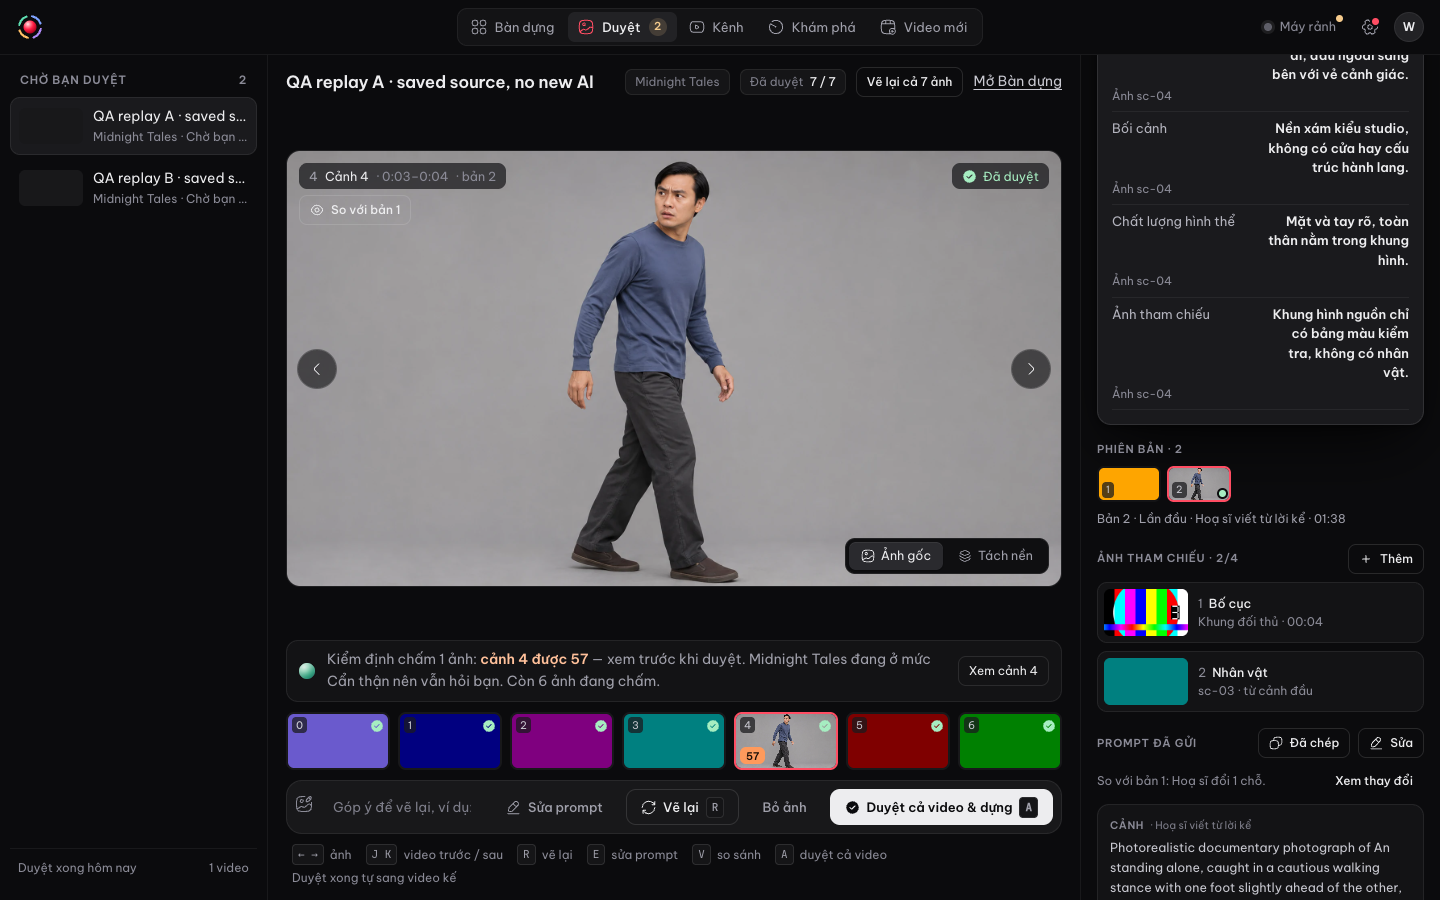 Bàn dựng
Duyệt 2
Kênh
Khám phá
Video mới
Máy rảnh
W
CHỜ BẠN DUYỆT 2
QA replay A · saved s...
Midnight Tales · Chờ bạn ...
QA replay B · saved s...
Midnight Tales · Chờ bạn ...
Duyệt xong hôm nay 1 video
QA replay A · saved source, no new AI
Midnight Tales
Đã duyệt 7 / 7
Vẽ lại cả 7 ảnh
Mở Bàn dựng
4 Cảnh 4 · 0:03–0:04 · bản 2
Đã duyệt
So với bản 1
Ảnh gốc
Tách nền
Kiểm định chấm 1 ảnh: cảnh 4 được 57 — xem trước khi duyệt. Midnight Tales đang ở mức
Cẩn thận nên vẫn hỏi bạn. Còn 6 ảnh đang chấm.
Xem cảnh 4
0
1
2
3
4
57
5
6
Góp ý để vẽ lại, ví dụ:
Sửa prompt
Vẽ lại R
Bỏ ảnh
Duyệt cả video & dựng A
← → ảnh
J K video trước / sau
R vẽ lại
E sửa prompt
V so sánh
A duyệt cả video
Duyệt xong tự sang video kế
bên với vẻ cảnh giác.
Ảnh sc-04
Bối cảnh
Nền xám kiểu studio,
không có cửa hay cấu
trúc hành lang.
Ảnh sc-04
Chất lượng hình thể
Mặt và tay rõ, toàn
thân nằm trong khung
hình.
Ảnh sc-04
Ảnh tham chiếu
Khung hình nguồn chỉ
có bảng màu kiểm
tra, không có nhân
vật.
Ảnh sc-04
PHIÊN BẢN · 2
1
2
Bản 2 · Lần đầu · Hoạ sĩ viết từ lời kể · 01:38
ẢNH THAM CHIẾU · 2/4
+ Thêm
1 Bố cục
Khung đối thủ · 00:04
2 Nhân vật
sc-03 · từ cảnh đầu
PROMPT ĐÃ GỬI
Đã chép
Sửa
So với bản 1: Hoạ sĩ đổi 1 chỗ.
Xem thay đổi
CẢNH · Hoạ sĩ viết từ lời kể
Photorealistic documentary photograph of An
standing alone, caught in a cautious walking
stance with one foot slightly ahead of the other,